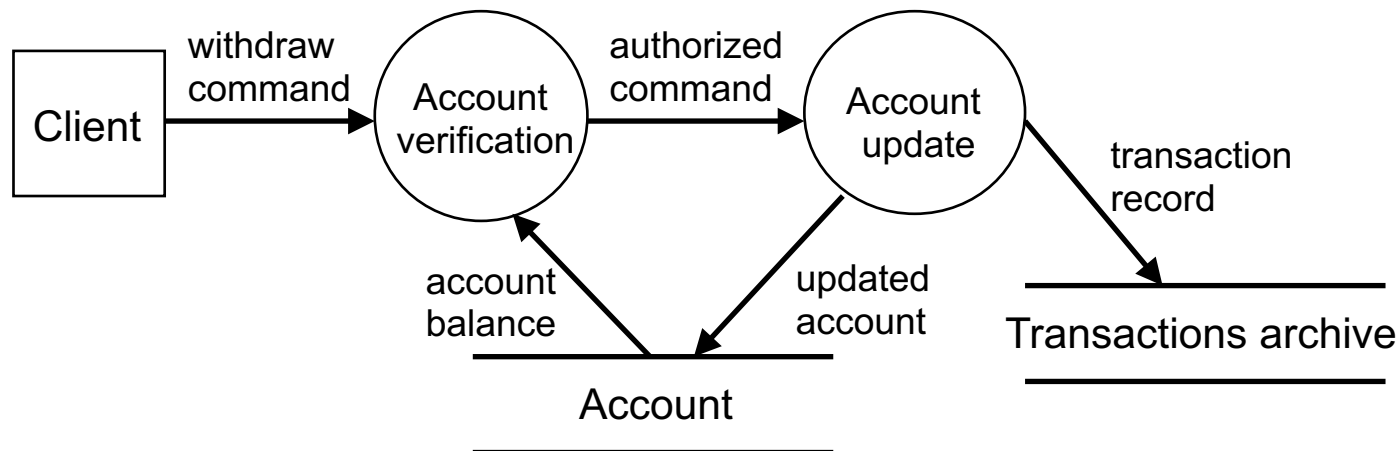 Client
withdraw
command
Account
verification
authorized
command
Account
update
transaction
record
account
balance
updated
account
Account
Transactions archive